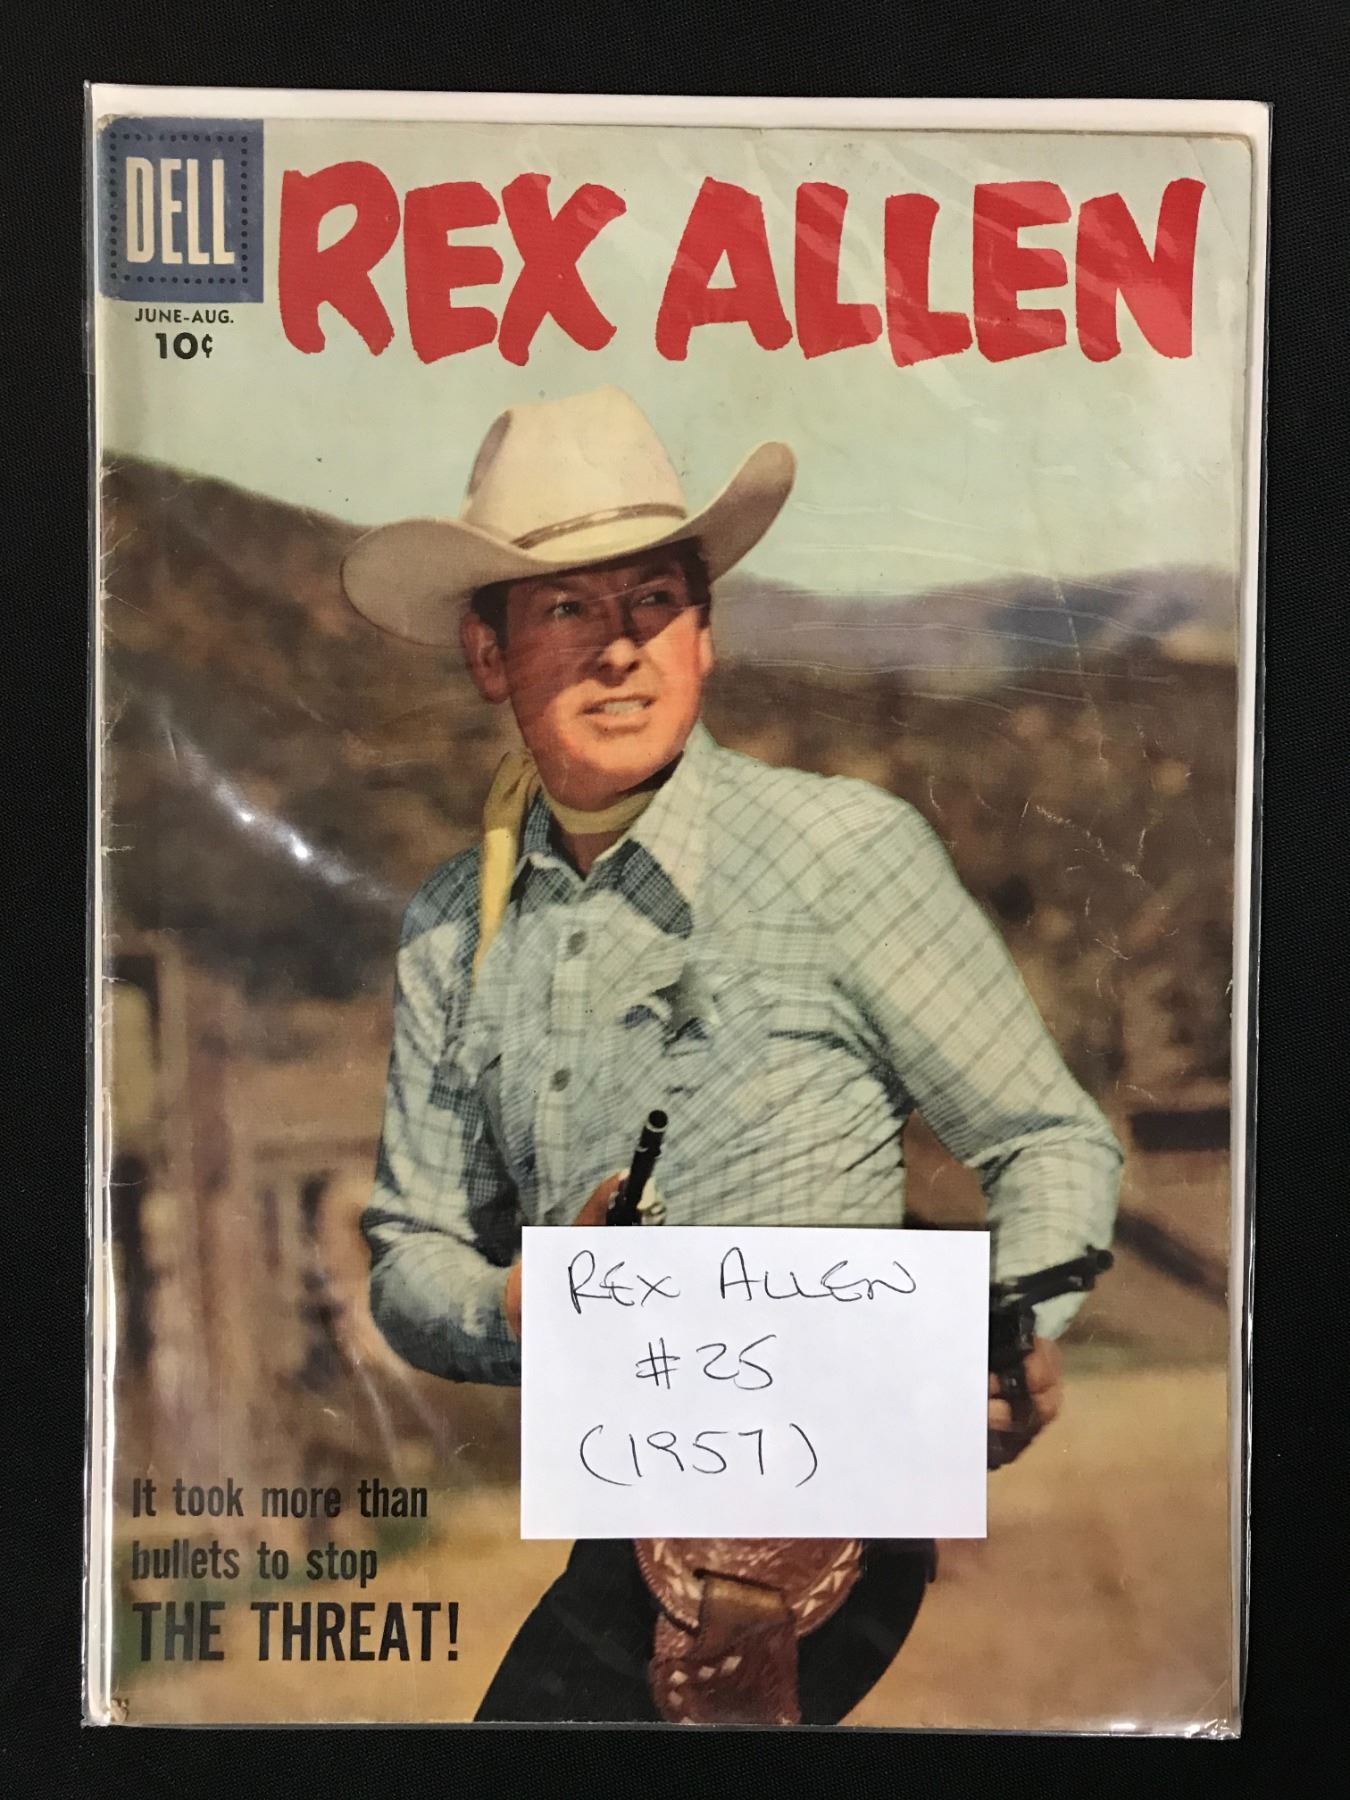 DELL
REX ALLEN
JUNE-AUG.
10¢
REX ALLEN
#25
(1957)
It took more than
bullets to stop
THE THREAT!